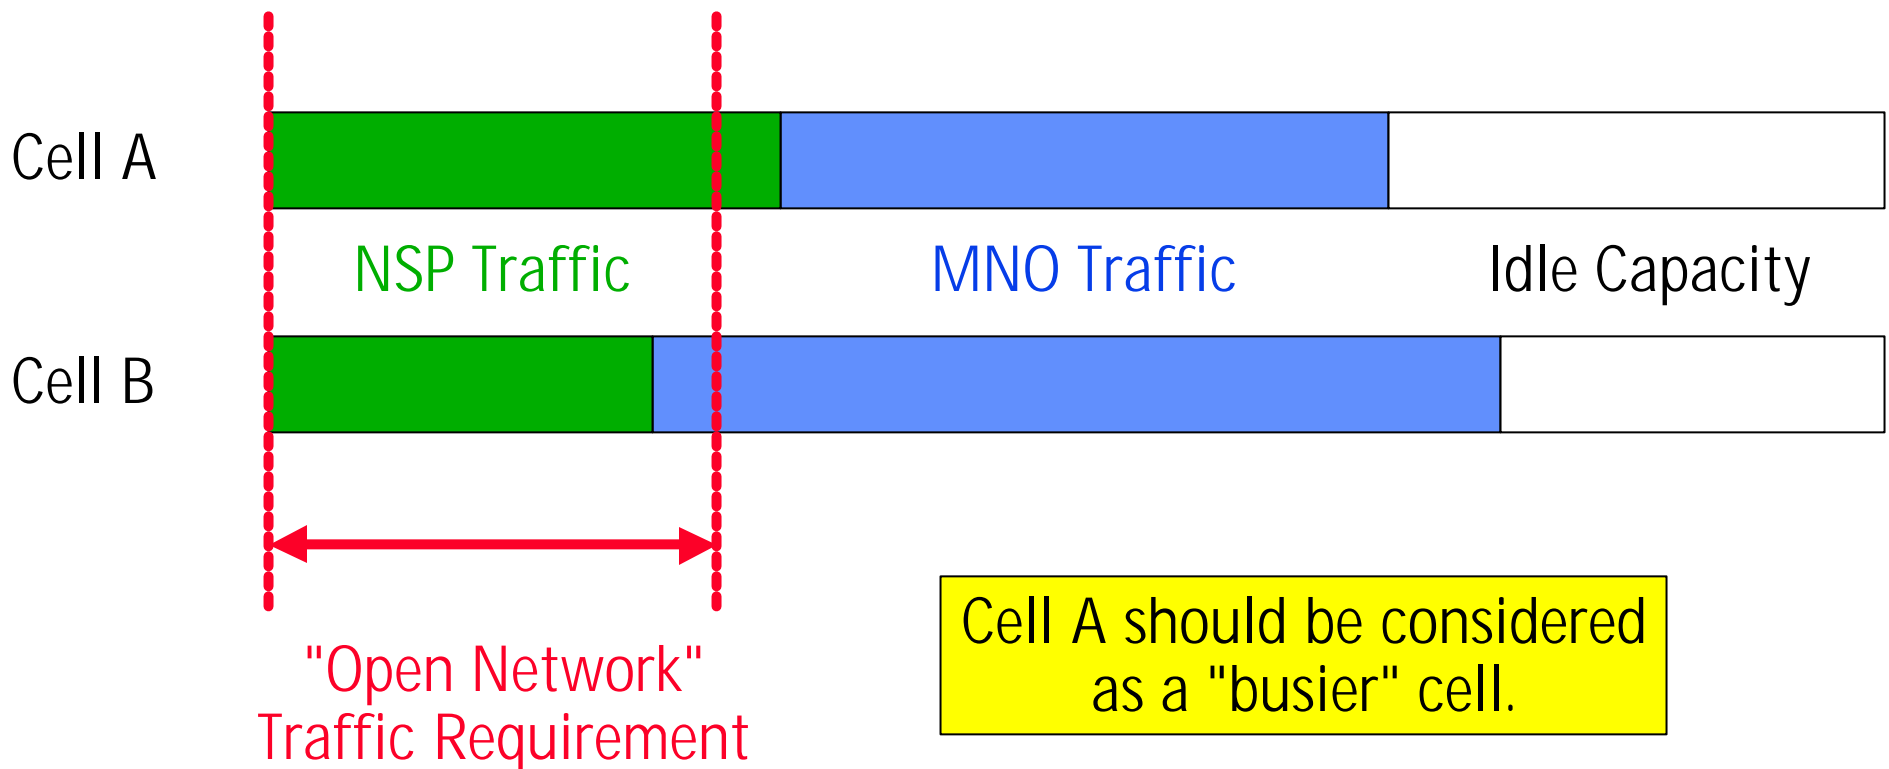 Cell A
NSP Traffic
MNO Traffic
Idle Capacity
Cell B
"Open Network"
Traffic Requirement
Cell A should be considered
as a "busier" cell.